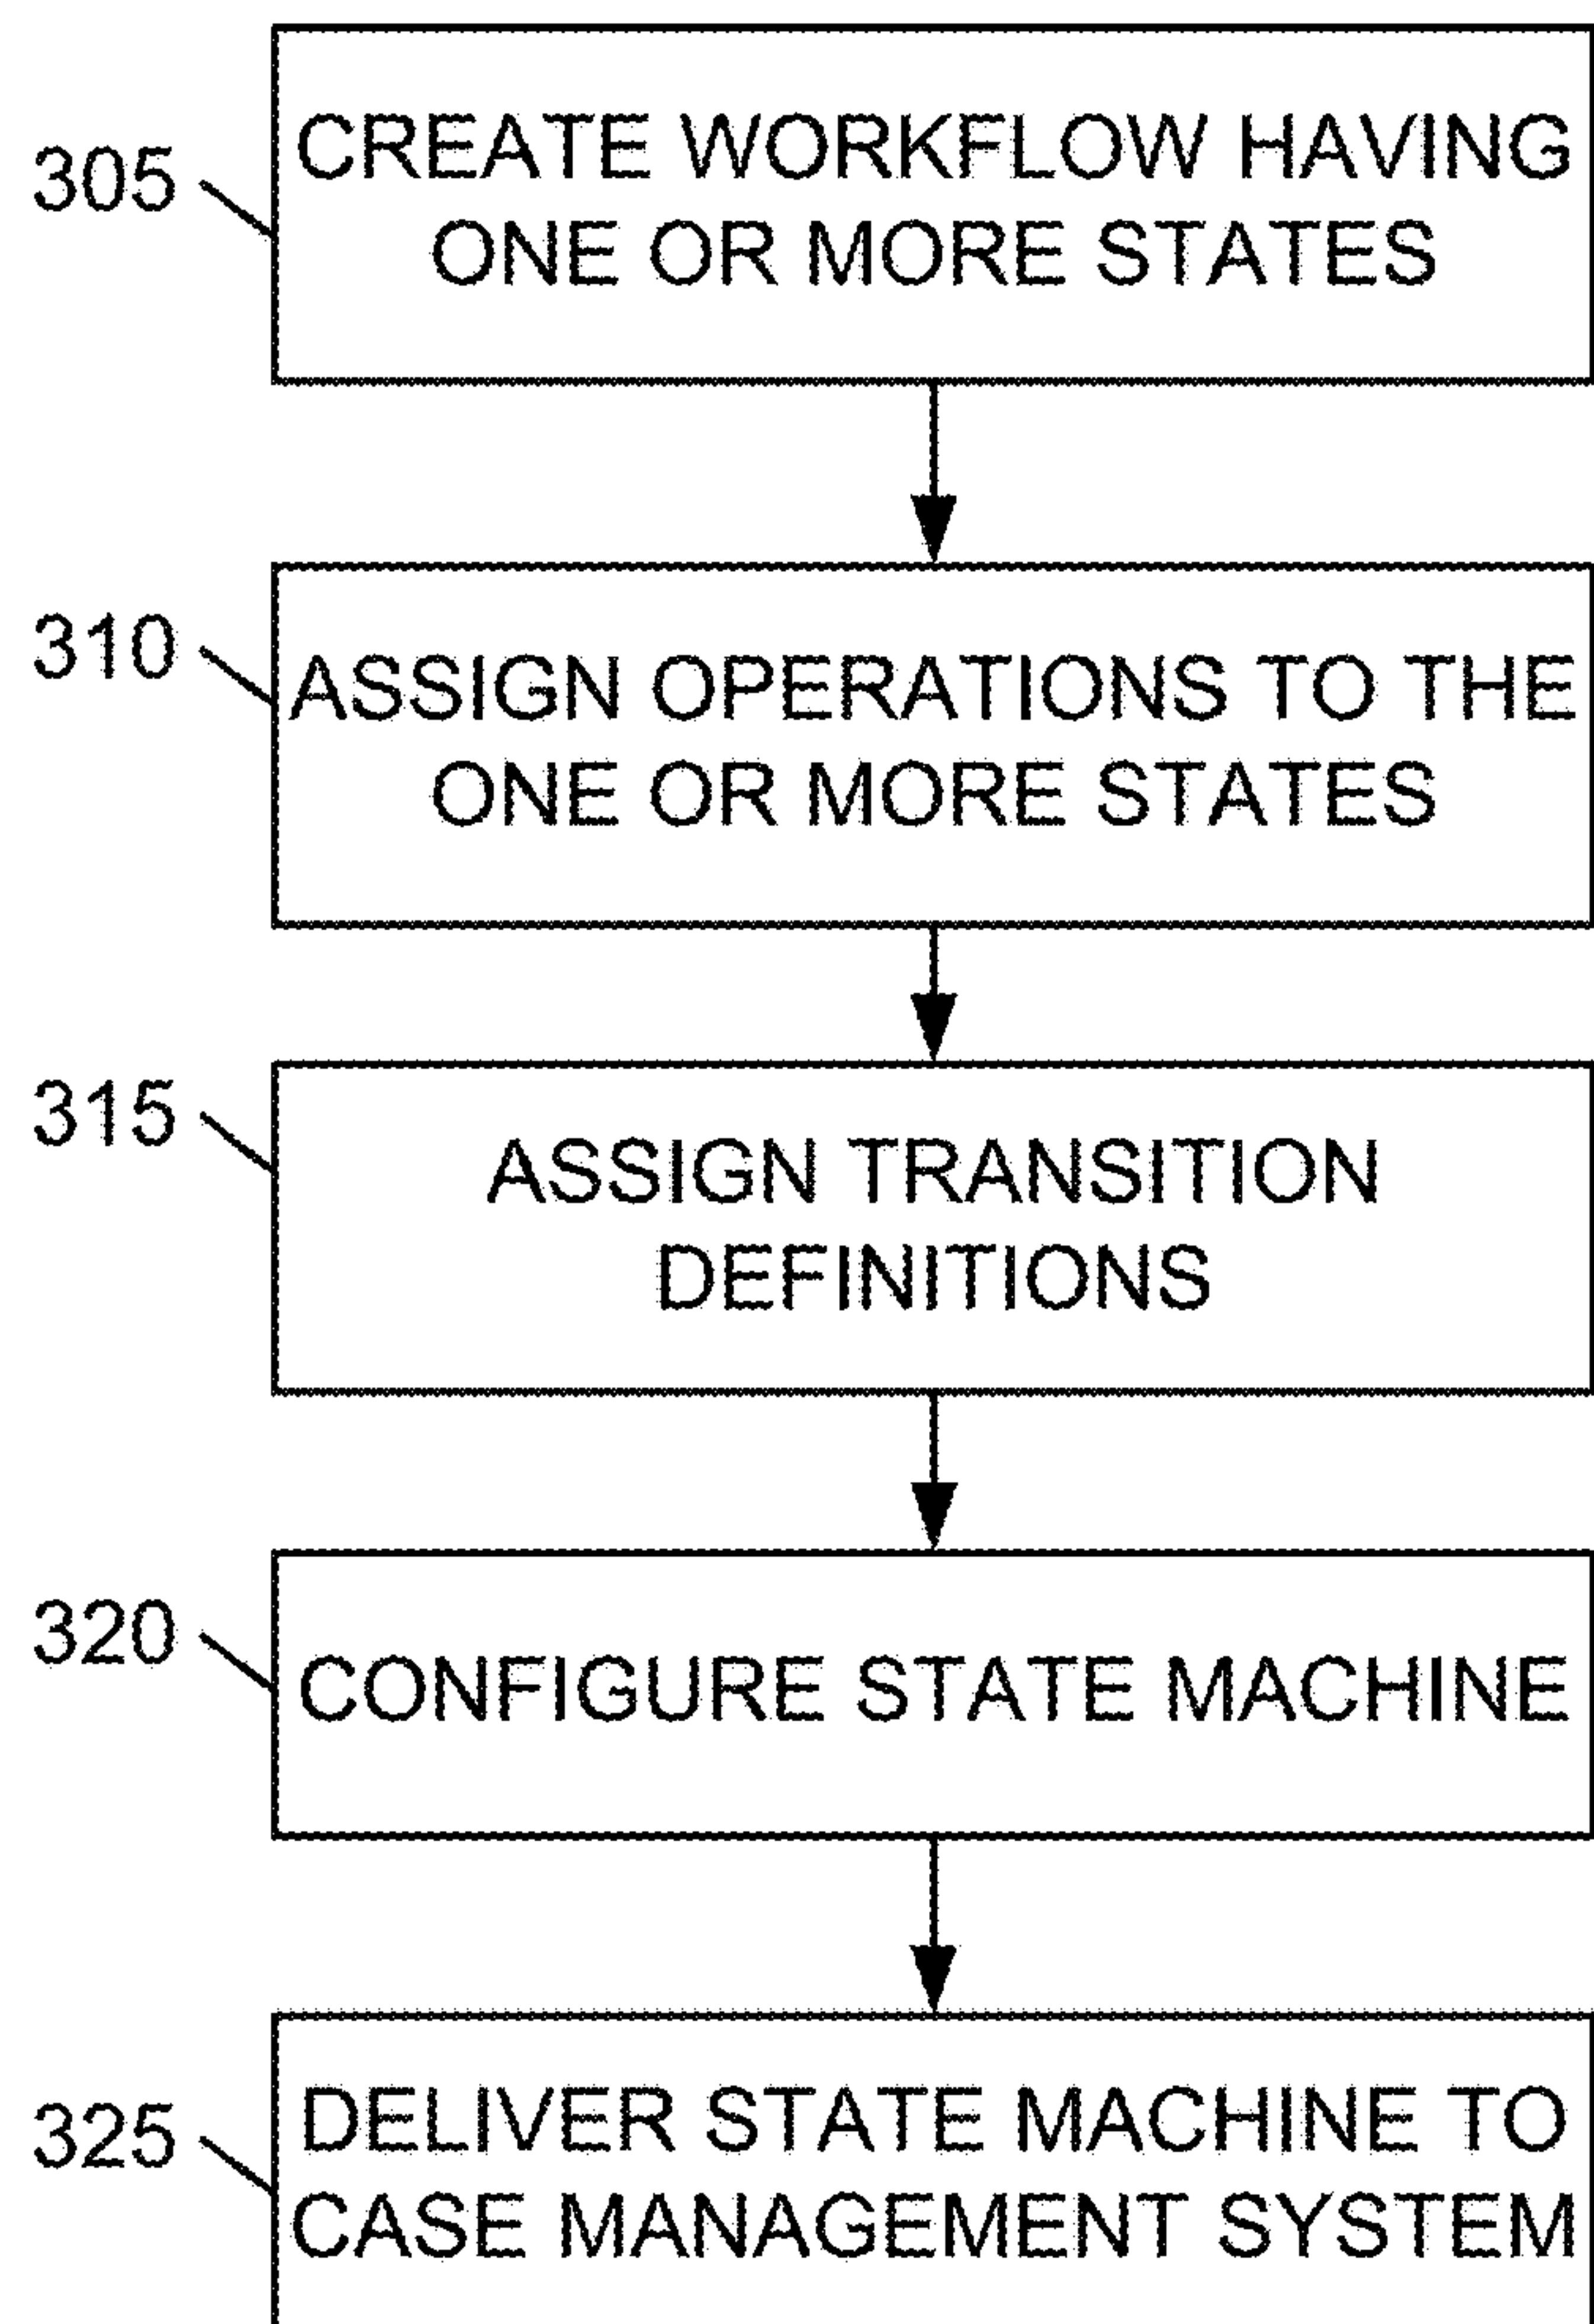 305
CREATE WORKFLOW HAVING
ONE OR MORE STATES
310
ASSIGN OPERATIONS TO THE
ONE OR MORE STATES
315
ASSIGN TRANSITION
DEFINITIONS
320
CONFIGURE STATE MACHINE
325
DELIVER STATE MACHINE TO
CASE MANAGEMENT SYSTEM